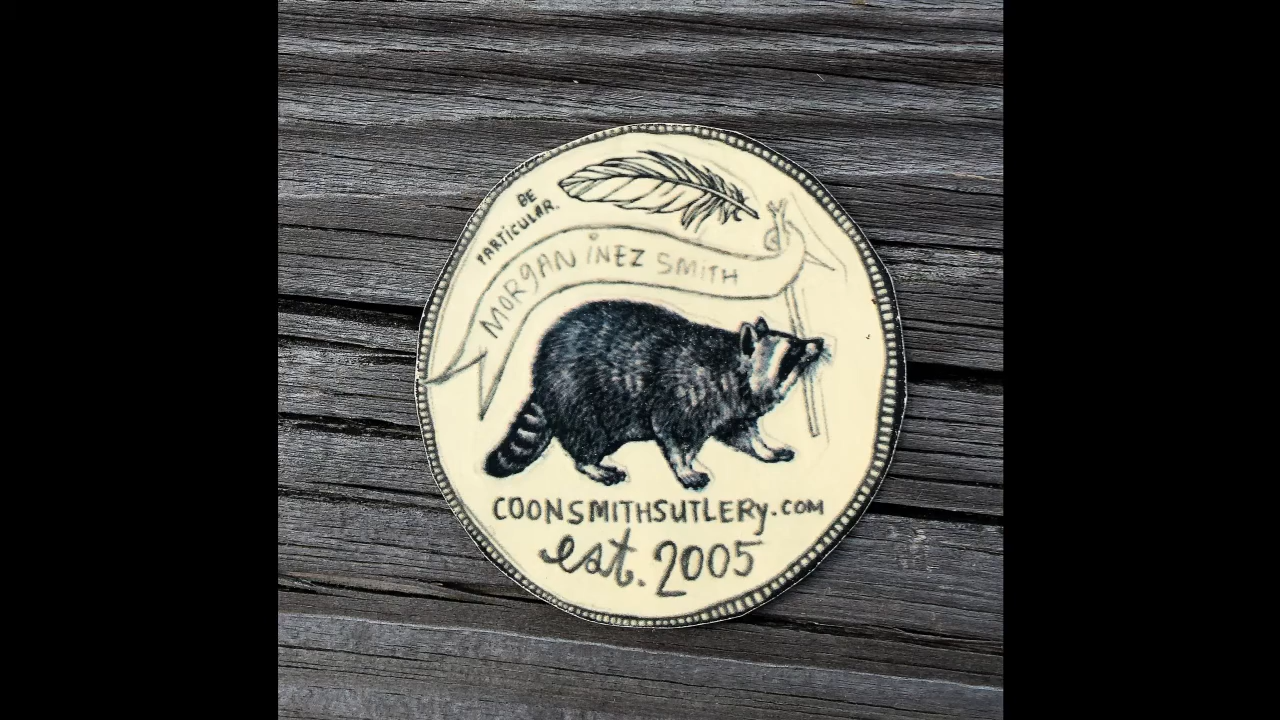 BE
PARTICULAR.
MORGAN INEZ SMITH
COONSMITHSUTLERY.COM
est. 2005